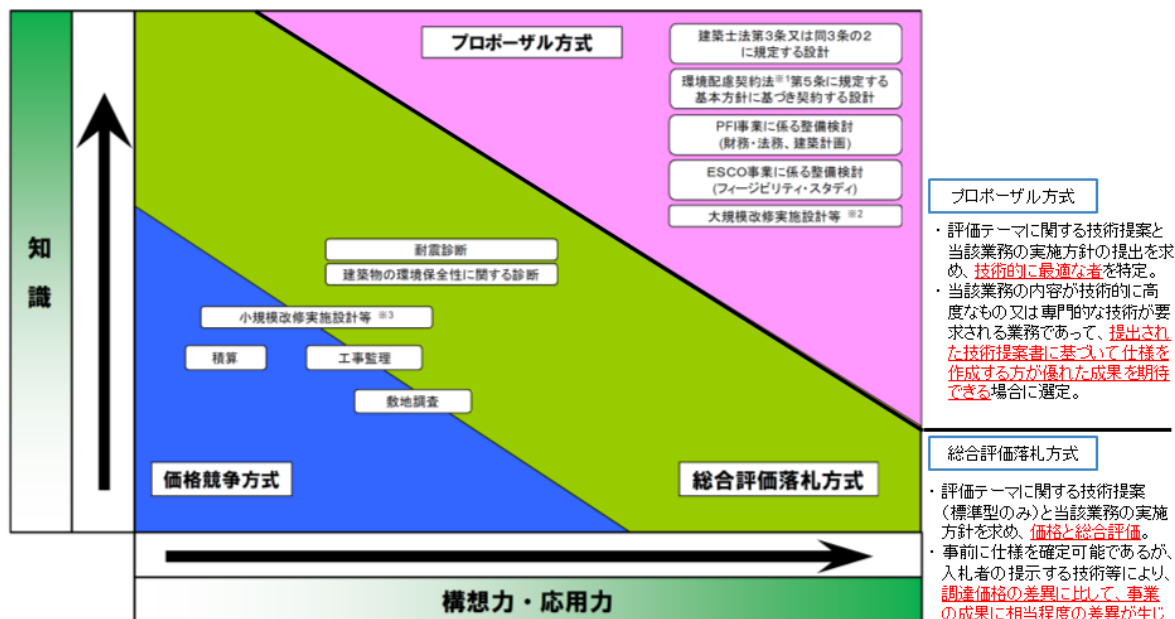 プロポーザル方式
建築士法第3条又は同3条の2
に規定する設計
環境配慮契約法※1第5条に規定する
基本方針に基づき契約する設計
PFI事業に係る整備検討
(財務・法務、建築計画)
ESCO事業に係る整備検討
(フィージビリティ・スタディ)
大規模改修実施設計等 ※2
知
識
耐震診断
建築物の環境保全性に関する診断
小規模改修実施設計等 ※3
積算
工事監理
敷地調査
価格競争方式
総合評価落札方式
構想力・応用力
プロポーザル方式
・評価テーマに関する技術提案と
当該業務の実施方針の提出を求
め、技術的に最適な者を特定。
・当該業務の内容が技術的に高
度なもの又は専門的な技術が要
求される業務であって、提出され
た技術提案書に基づいて仕様を
作成する方が優れた成果を期待
できる場合に選定。
総合評価落札方式
・評価テーマに関する技術提案
(標準型のみ)と当該業務の実施
方針を求め、価格と総合評価。
・事前に仕様を確定可能であるが、
入札者の提示する技術等により、
調達価格の差異に比して、事業
の成果に相当程度の差異が生じ